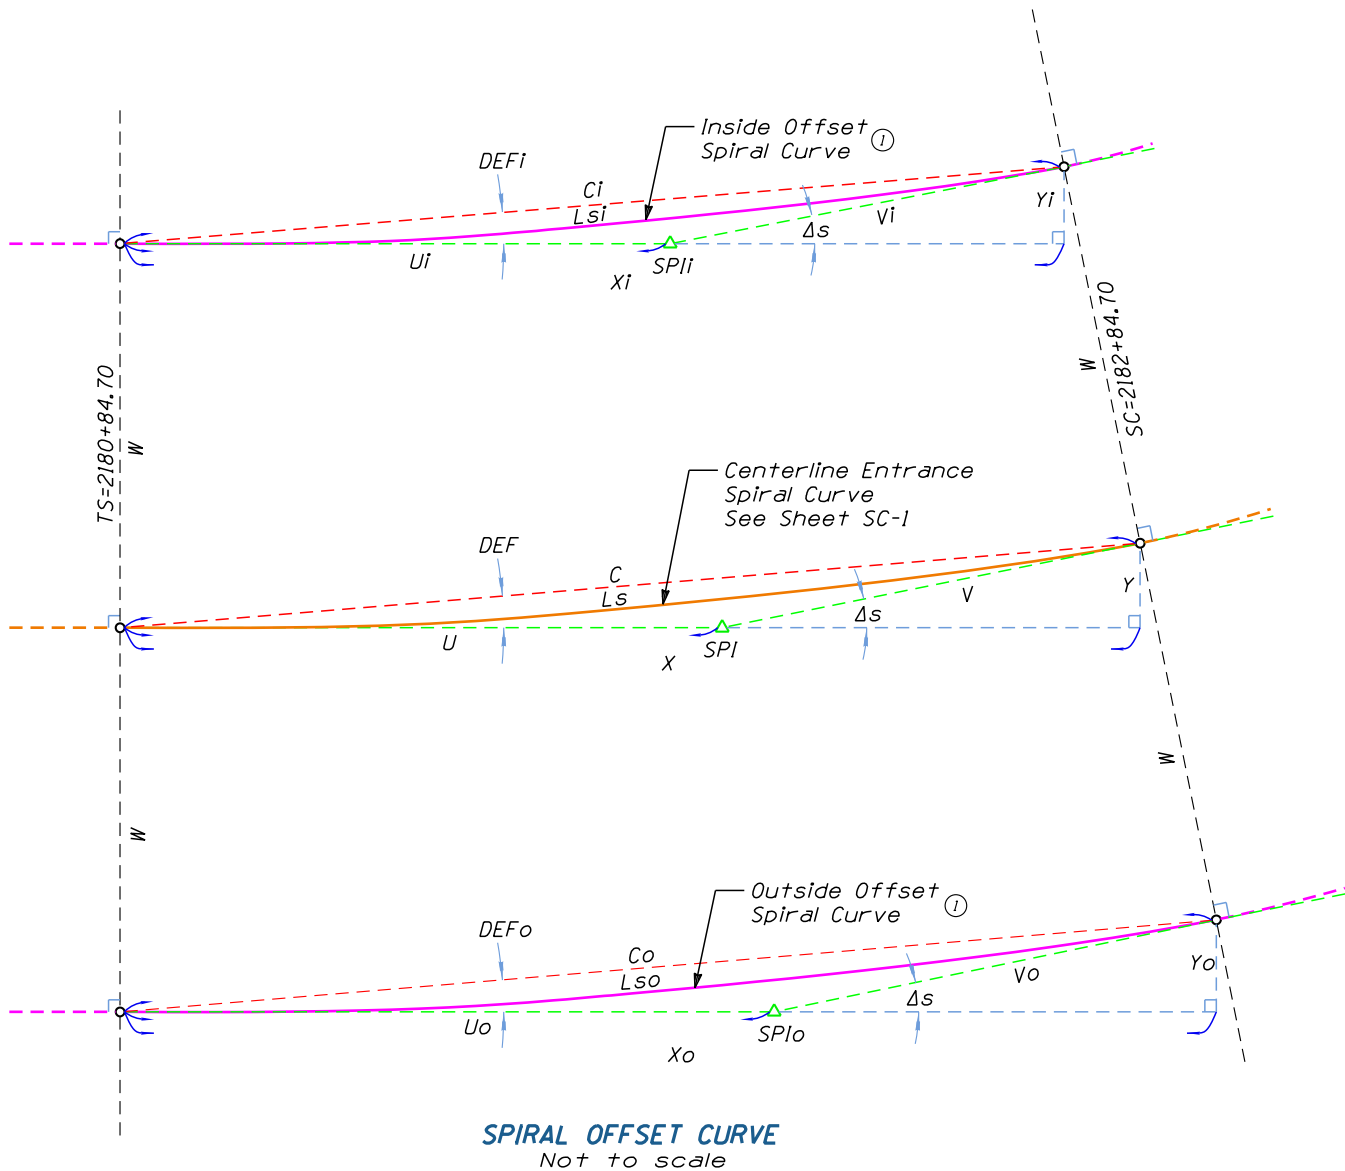 Inside Offset
Spiral Curve 1
DEFi
Ci
Lsi
Yi
Vi
Δs
Ui
SPIi
Xi
SC=2182+84.70
W
TS=2180+84.70
W
Centerline Entrance
Spiral Curve
See Sheet SC-1
DEF
C
Ls
Y
V
Δs
U
SPI
X
W
W
Outside Offset
Spiral Curve 1
DEFo
Co
Lso
Yo
Vo
Δs
Uo
SPIo
Xo
SPIRAL OFFSET CURVE
Not to scale